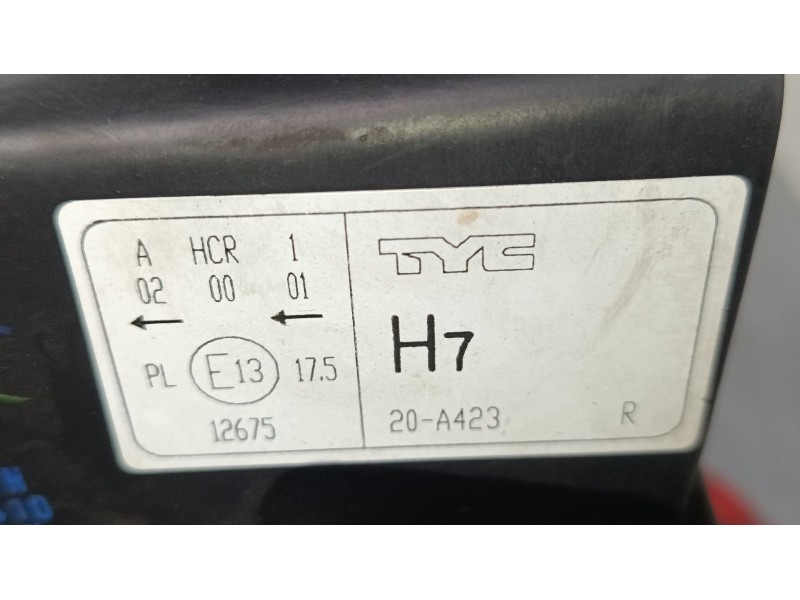 A HCR 1
02 00 01
PL E13 17.5
12675
TYC
H7
20-A423 R